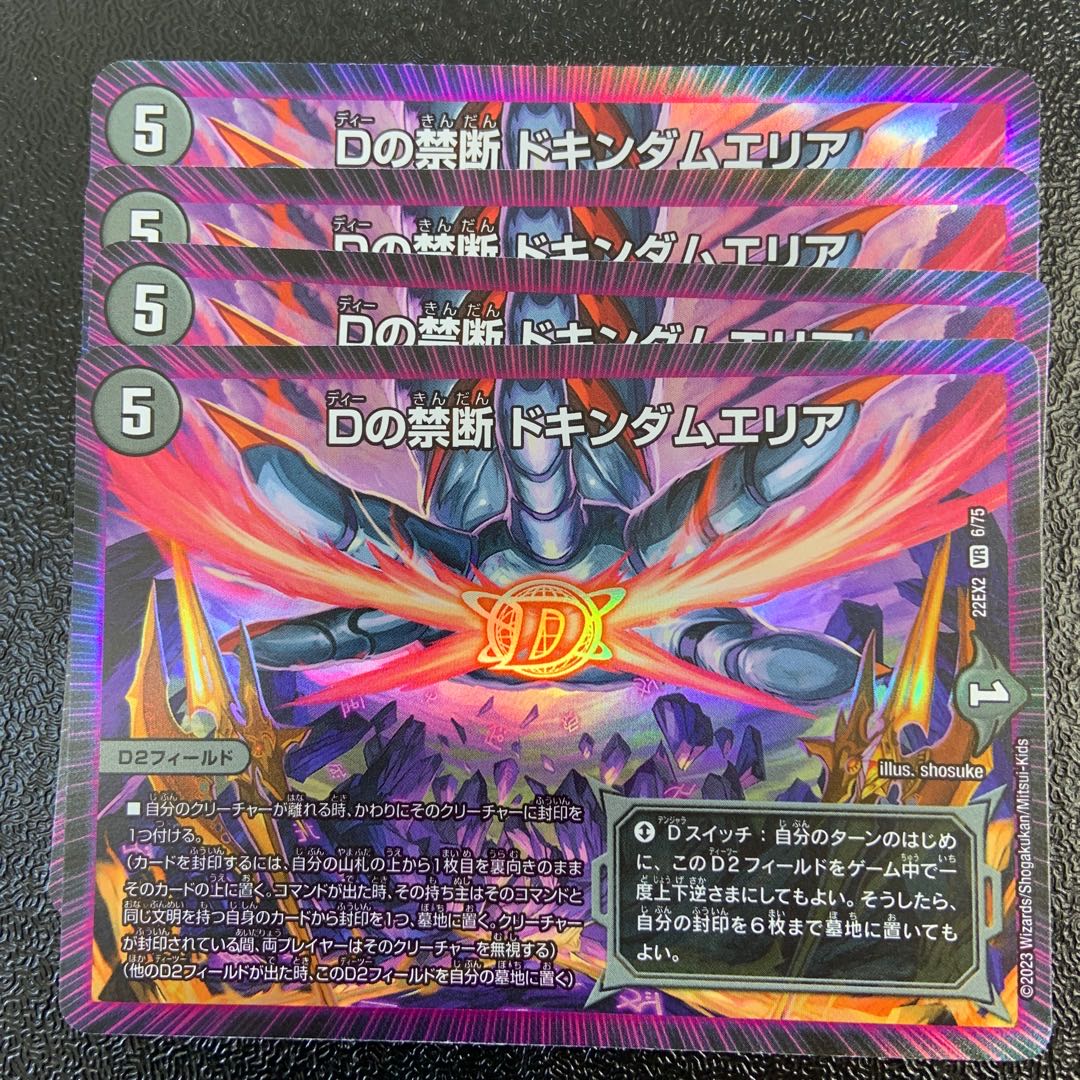 5
Dの禁断 ドキンダムエリア
5
Dの禁断 ドキンダムエリア
5
Dの禁断 ドキンダムエリア
5
Dの禁断 ドキンダムエリア
D
22EX2 VR 6/75
1
D2フィールド
illus. shosuke
■自分のクリーチャーが離れる時、かわりにそのクリーチャーに封印を
1つ付ける。
(カードを封印するには、自分の山札の上から1枚目を裏向きのまま
そのカードの上に置く。コマンドが出た時、その持ち主はそのコマンドと
同じ文明を持つ自身のカードから封印を1つ、墓地に置く。クリーチャー
が封印されている間、両プレイヤーはそのクリーチャーを無視する)
(他のD2フィールドが出た時、このD2フィールドを自分の墓地に置く)
Dスイッチ：自分のターンのはじめ
に、このD2フィールドをゲーム中で一
度上下逆さまにしてもよい。そうしたら、
自分の封印を6枚まで墓地に置いても
よい。
©2023 Wizards/Shogakukan/Mitsui-Kids